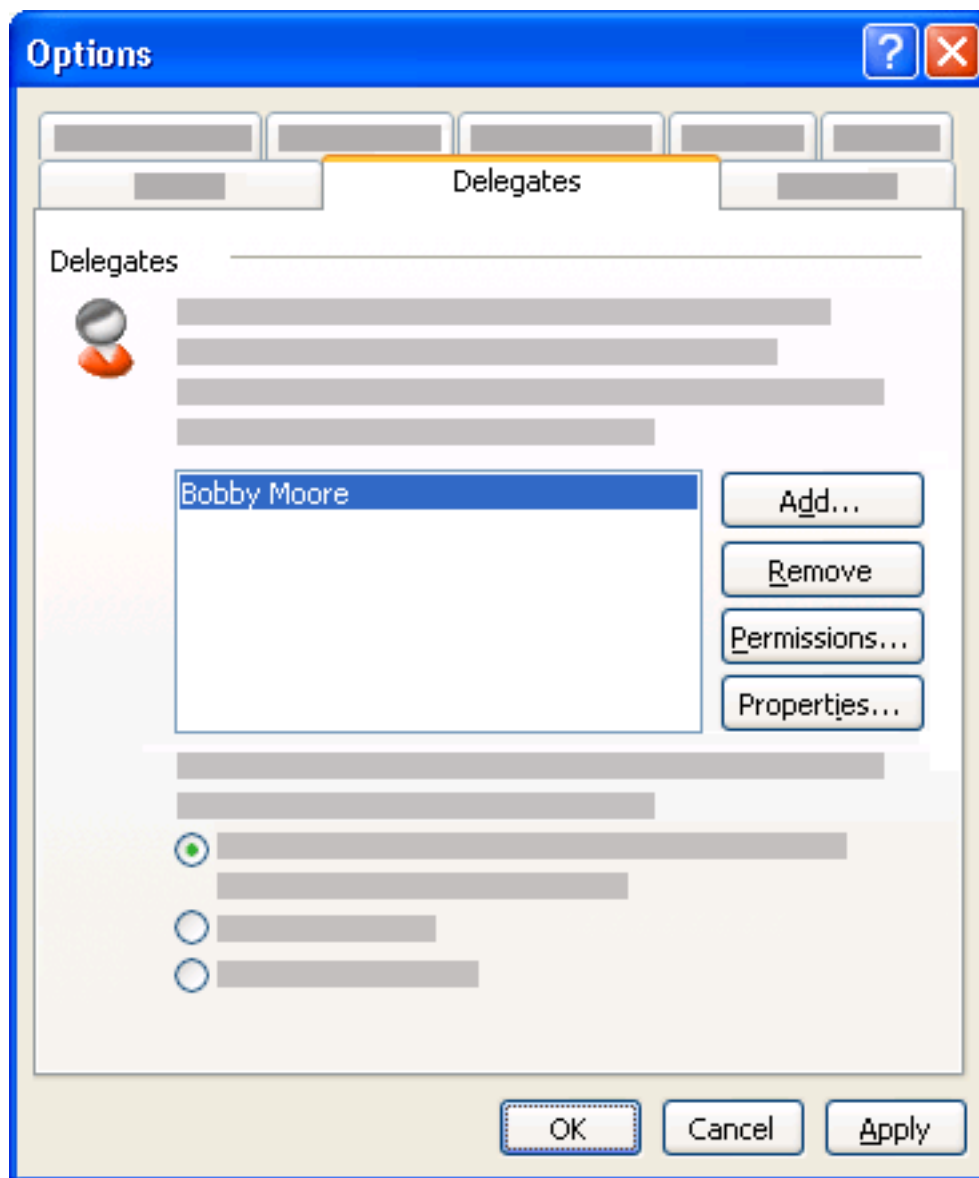 Options
Delegates
Delegates
Bobby Moore
Add...
Remove
Permissions...
Properties...
OK
Cancel
Apply